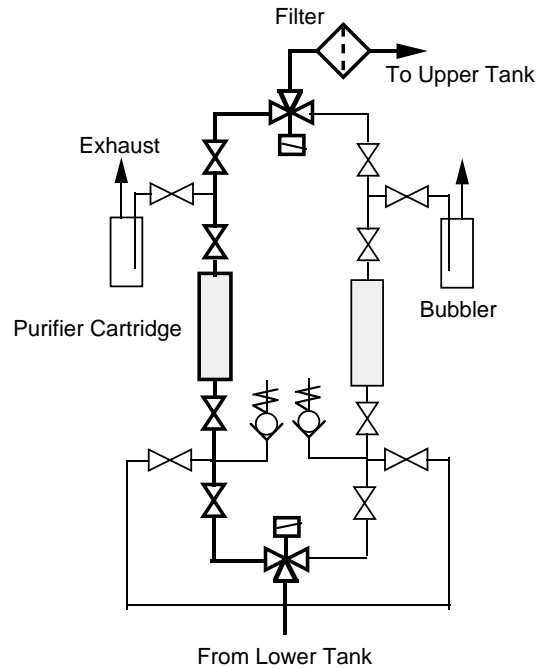 Filter
To Upper Tank
Exhaust
Purifier Cartridge
Bubbler
From Lower Tank